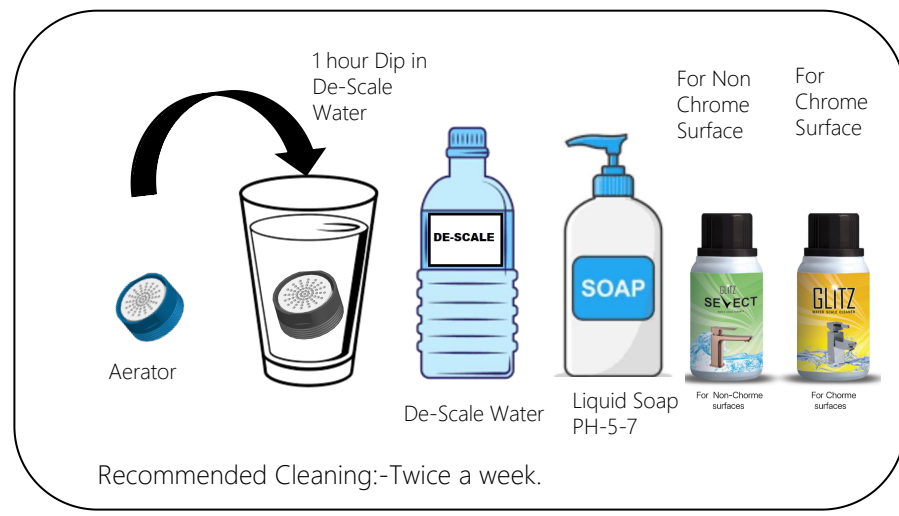 1 hour Dip in
De-Scale
Water
For Non
Chrome
Surface
For
Chrome
Surface
DE-SCALE
SOAP
GLITZ
SELECT
GLITZ
WATER SCALE CLEANER
Aerator
De-Scale Water
Liquid Soap
PH-5-7
For Non-Chorme
surfaces
For Chorme
surfaces
Recommended Cleaning:-Twice a week.